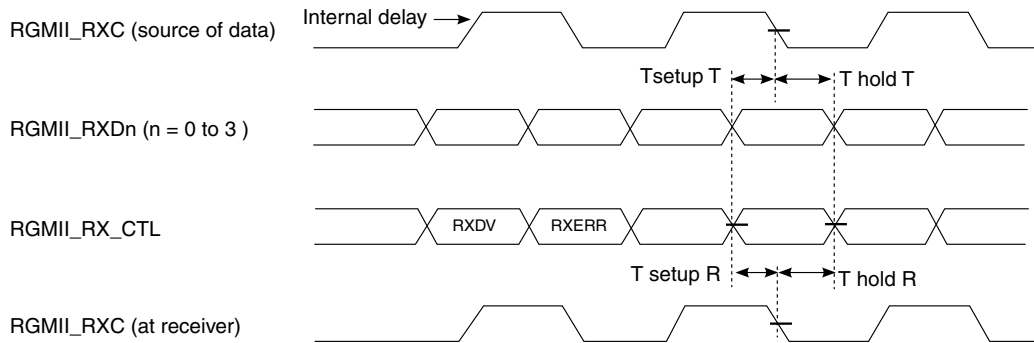 Internal delay
RGMII_RXC (source of data)
Tsetup T
T hold T
RGMII_RXDn (n = 0 to 3 )
RGMII_RX_CTL
RXDV
RXERR
T setup R
T hold R
RGMII_RXC (at receiver)